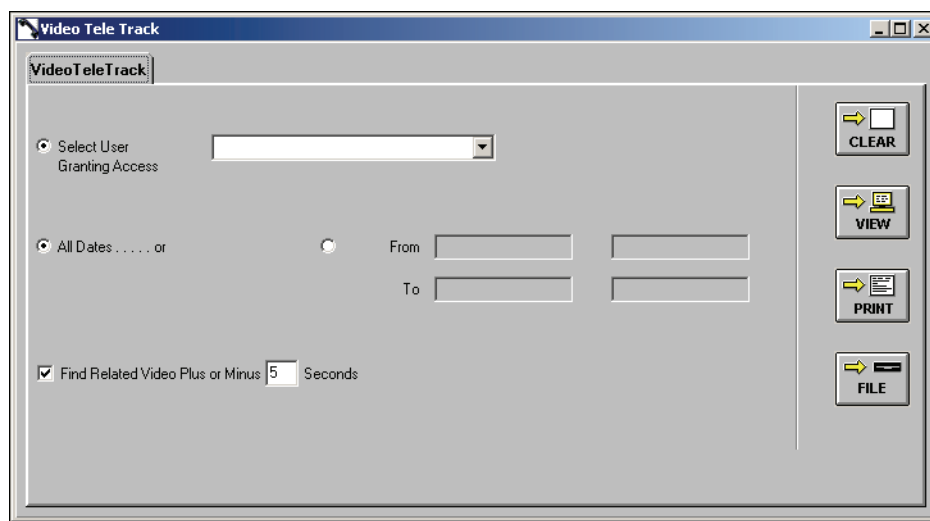 Video Tele Track
VideoTeleTrack
Select User
Granting Access
CLEAR
VIEW
All Dates . . . . . or
From
To
PRINT
Find Related Video Plus or Minus 5 Seconds
FILE